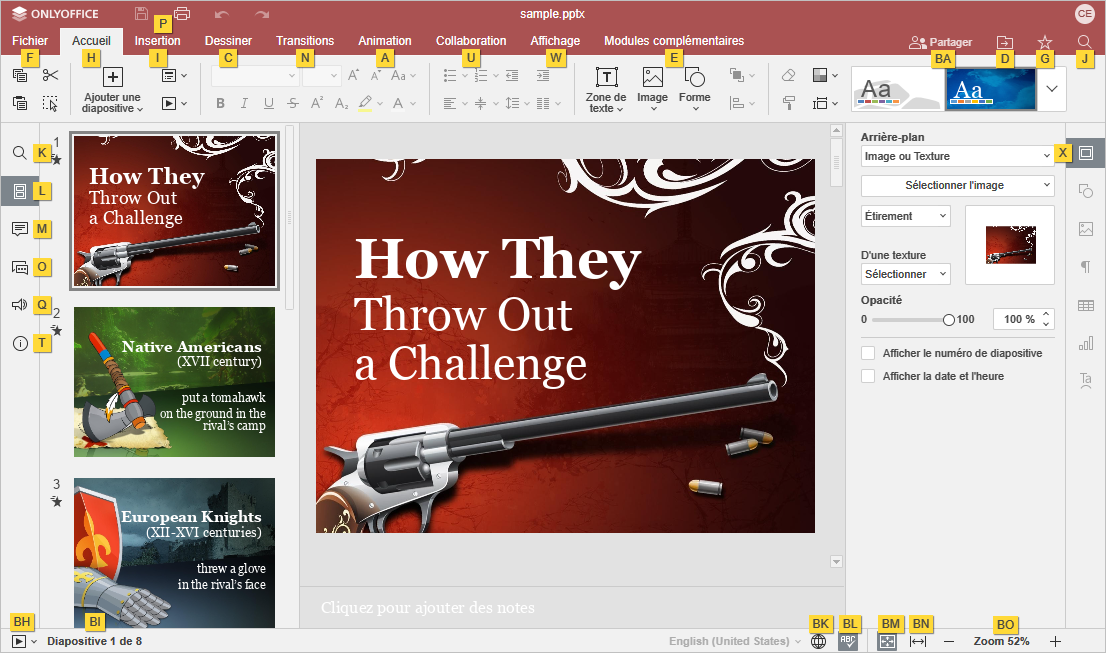 ONLYOFFICE
sample.pptx
CE
P
Fichier
Accueil
Insertion
Dessiner
Transitions
Animation
Collaboration
Affichage
Modules complémentaires
Partager
F
H
I
C
N
A
U
W
E
BA
D
G
J
Ajouter une
diapositive
Aa
B
I
U
S
A
Zone de
texte
Image
Forme
Aa
Aa
K
L
M
O
Q
T
1
How They
Throw Out
a Challenge
2
Native Americans
(XVII century)
put a tomahawk
on the ground in the
rival's camp
3
European Knights
(XII-XVI centuries)
threw a glove
in the rival's face
How They
Throw Out
a Challenge
Cliquez pour ajouter des notes
Arrière-plan
Image ou Texture
X
Sélectionner l'image
Étirement
D'une texture
Sélectionner
Opacité
0
100
100 %
Afficher le numéro de diapositive
Afficher la date et l'heure
Ta
BH
BI
BK
BL
BM
BN
BO
Diapositive 1 de 8
English (United States)
ABC
Zoom 52%